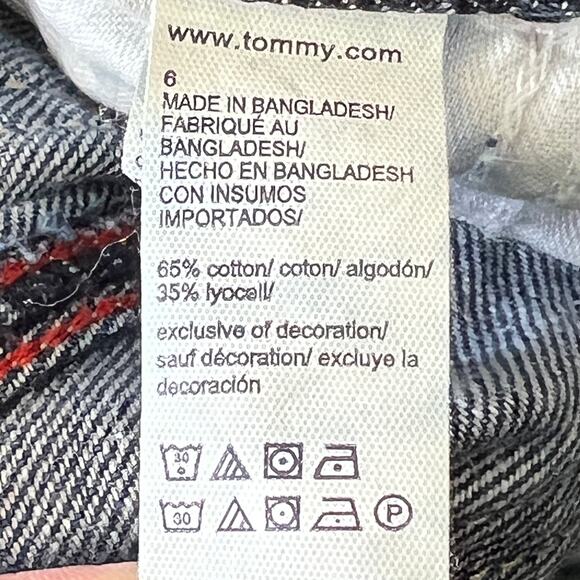 www.tommy.com
6
MADE IN BANGLADESH/
FABRIQUÉ AU
BANGLADESH/
HECHO EN BANGLADESH
CON INSUMOS
IMPORTADOS/
65% cotton/ coton/ algodón/
35% lyocell/
exclusive of decoration/
sauf décoration/ excluye la
decoración
30
30 P